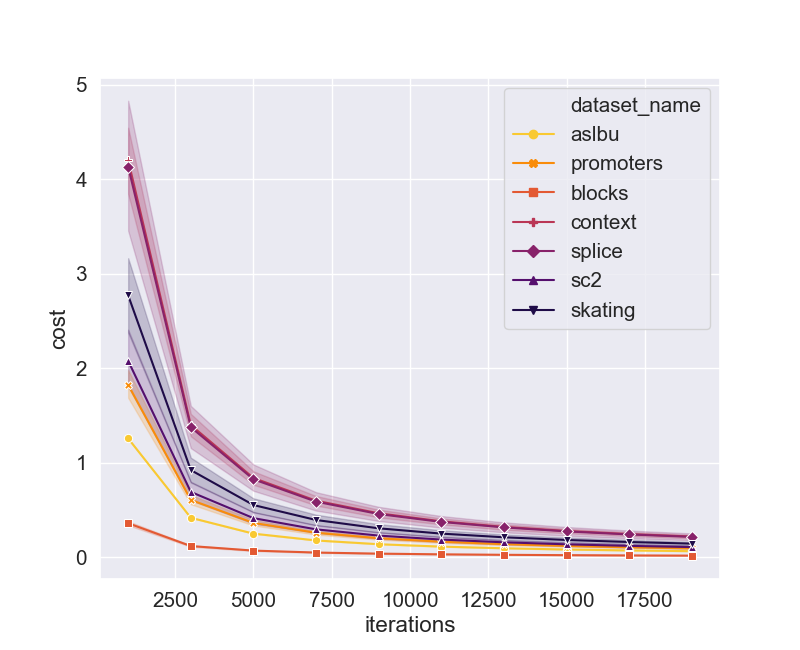 5
4
3
2
1
0
cost
2500 5000 7500 10000 12500 15000 17500
iterations
dataset_name
aslbu
promoters
blocks
context
splice
sc2
skating